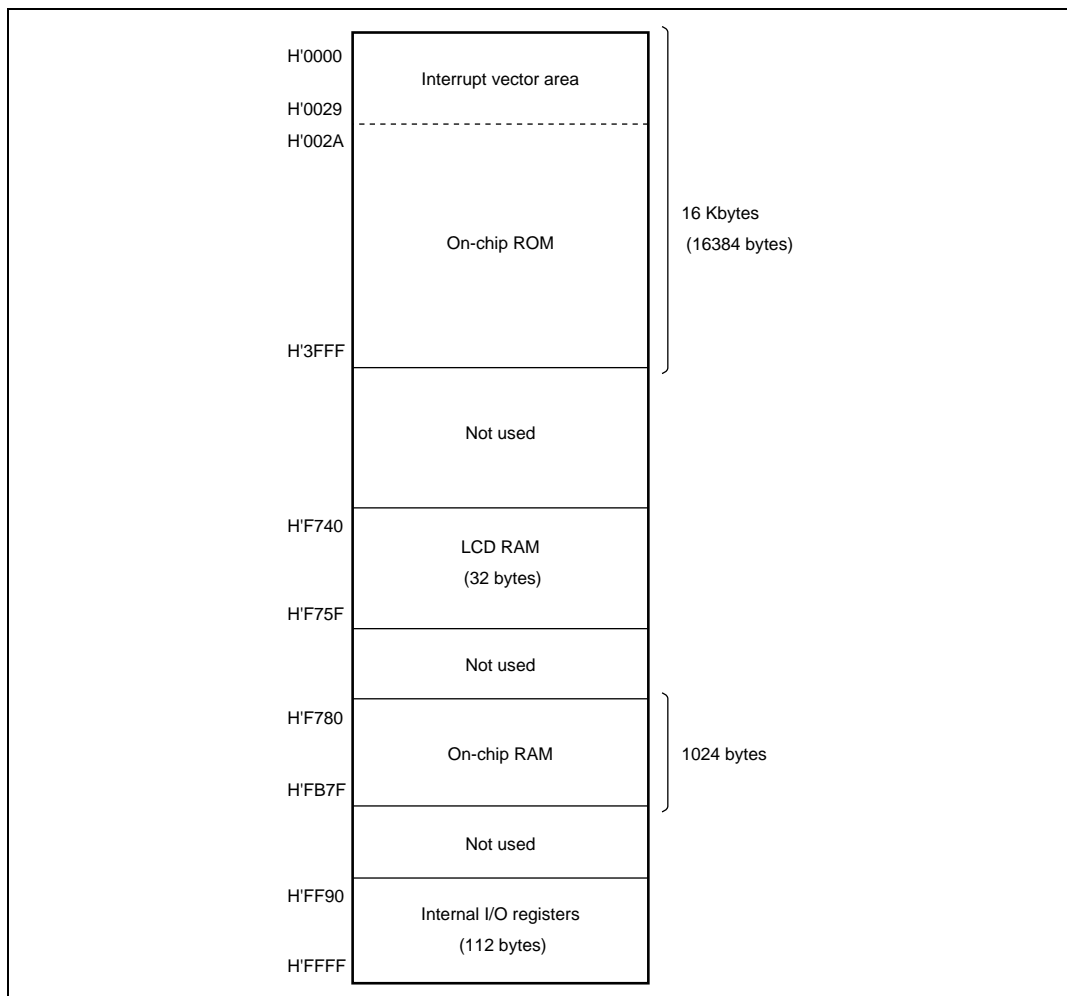 H'0000
Interrupt vector area
H'0029
H'002A
16 Kbytes
(16384 bytes)
On-chip ROM
H'3FFF
Not used
H'F740
LCD RAM
(32 bytes)
H'F75F
Not used
H'F780
On-chip RAM
1024 bytes
H'FB7F
Not used
H'FF90
Internal I/O registers
(112 bytes)
H'FFFF